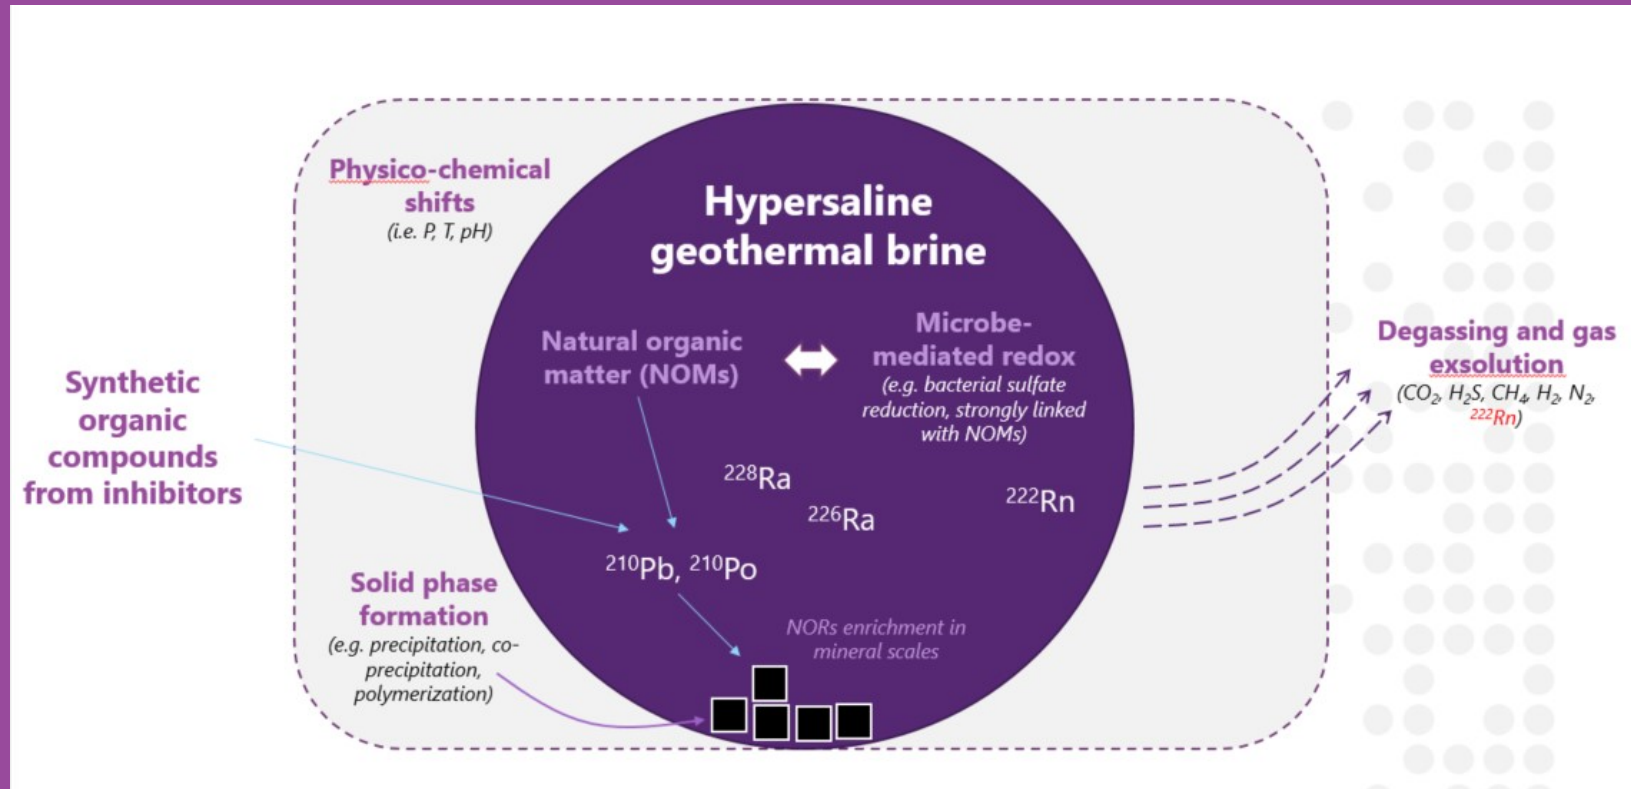 Physico-chemical
shifts
(i.e. P, T, pH)
Hypersaline
geothermal brine
Natural organic
matter (NOMs)
Microbe-
mediated redox
(e.g. bacterial sulfate
reduction, strongly linked
with NOMs)
Synthetic
organic
compounds
from inhibitors
Degassing and gas
exsolution
(CO₂, H₂S, CH₄, H₂, N₂,
²²²Rn)
²²⁸Ra
²²⁶Ra
²²²Rn
²¹⁰Pb, ²¹⁰Po
Solid phase
formation
(e.g. precipitation, co-
precipitation,
polymerization)
NORs enrichment in
mineral scales